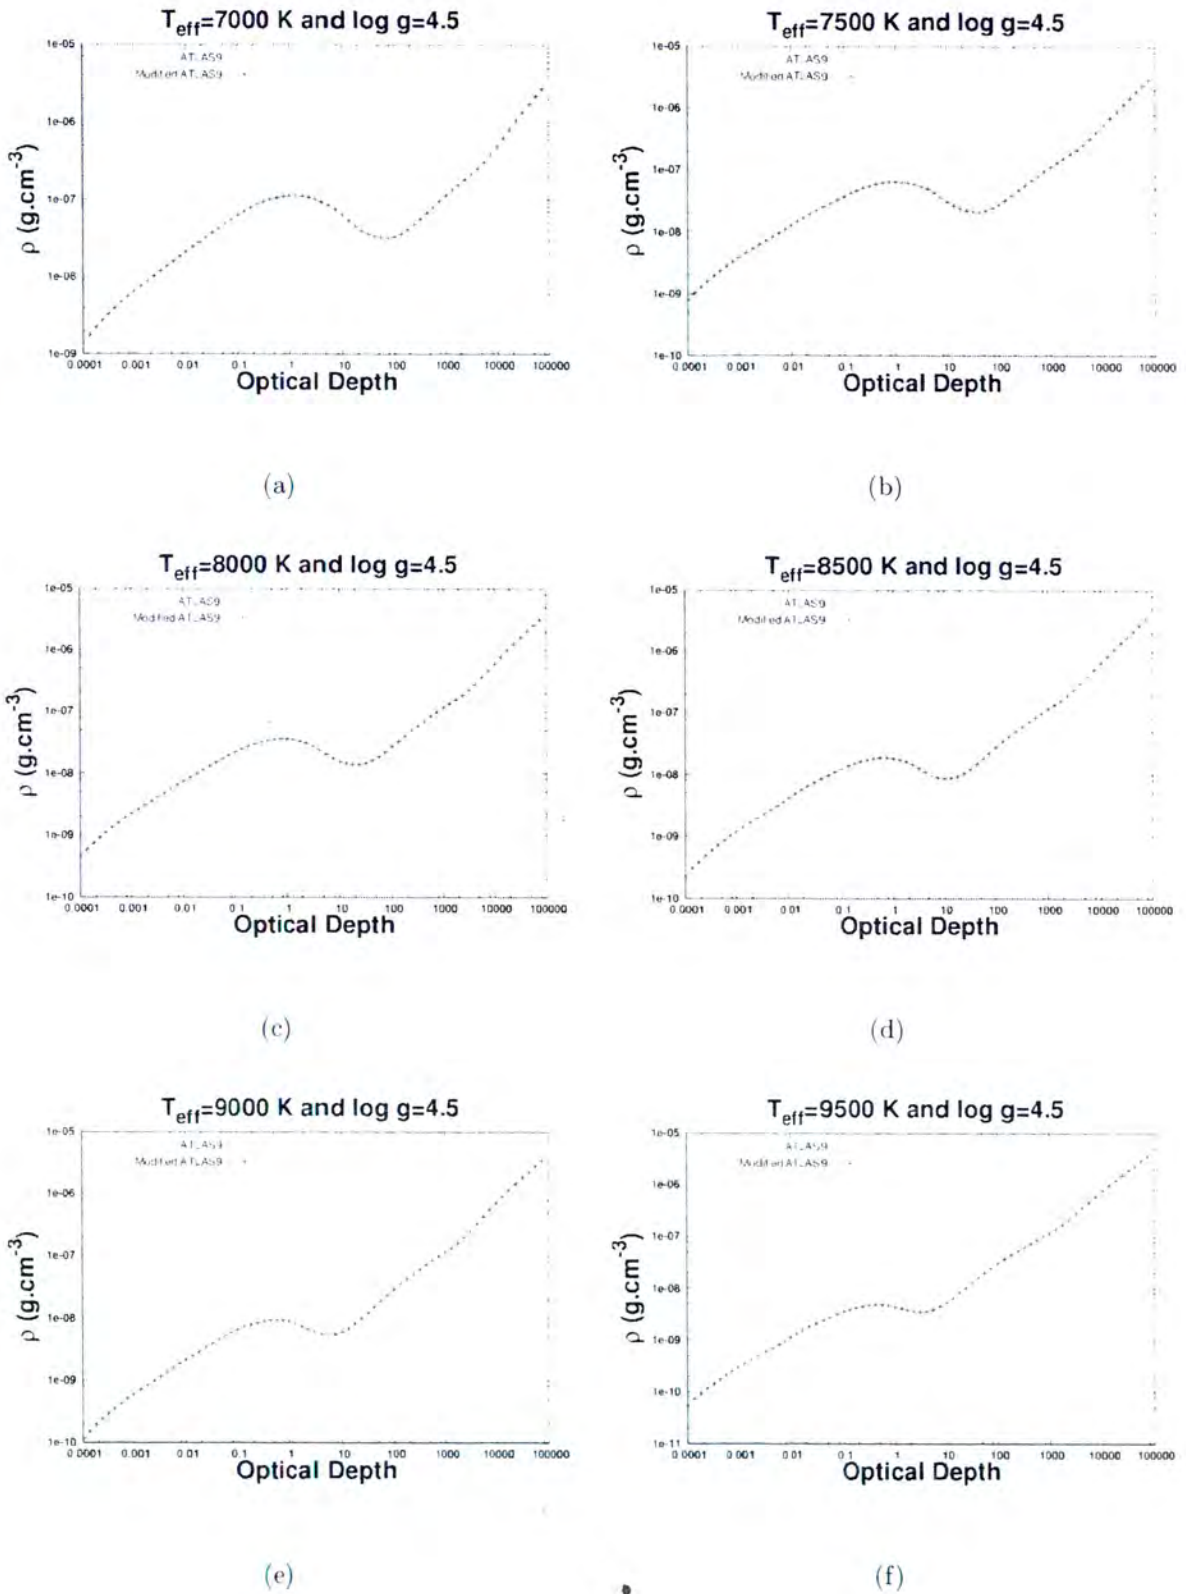 T_eff=7000 K and log g=4.5
1e-05
ATLAS9
Modified ATLAS9
1e-06
1e-07
1e-08
1e-09
ρ (g.cm^-3)
0.0001 0.001 0.01 0.1 1 10 100 1000 10000 100000
Optical Depth
(a)
T_eff=7500 K and log g=4.5
1e-05
ATLAS9
Modified ATLAS9
1e-06
1e-07
1e-08
1e-09
1e-10
ρ (g.cm^-3)
0.0001 0.001 0.01 0.1 1 10 100 1000 10000 100000
Optical Depth
(b)
T_eff=8000 K and log g=4.5
1e-05
ATLAS9
Modified ATLAS9
1e-06
1e-07
1e-08
1e-09
1e-10
ρ (g.cm^-3)
0.0001 0.001 0.01 0.1 1 10 100 1000 10000 100000
Optical Depth
(c)
T_eff=8500 K and log g=4.5
1e-05
ATLAS9
Modified ATLAS9
1e-06
1e-07
1e-08
1e-09
1e-10
ρ (g.cm^-3)
0.0001 0.001 0.01 0.1 1 10 100 1000 10000 100000
Optical Depth
(d)
T_eff=9000 K and log g=4.5
1e-05
ATLAS9
Modified ATLAS9
1e-06
1e-07
1e-08
1e-09
1e-10
ρ (g.cm^-3)
0.0001 0.001 0.01 0.1 1 10 100 1000 10000 100000
Optical Depth
(e)
T_eff=9500 K and log g=4.5
1e-05
ATLAS9
Modified ATLAS9
1e-06
1e-07
1e-08
1e-09
1e-10
1e-11
ρ (g.cm^-3)
0.0001 0.001 0.01 0.1 1 10 100 1000 10000 100000
Optical Depth
(f)